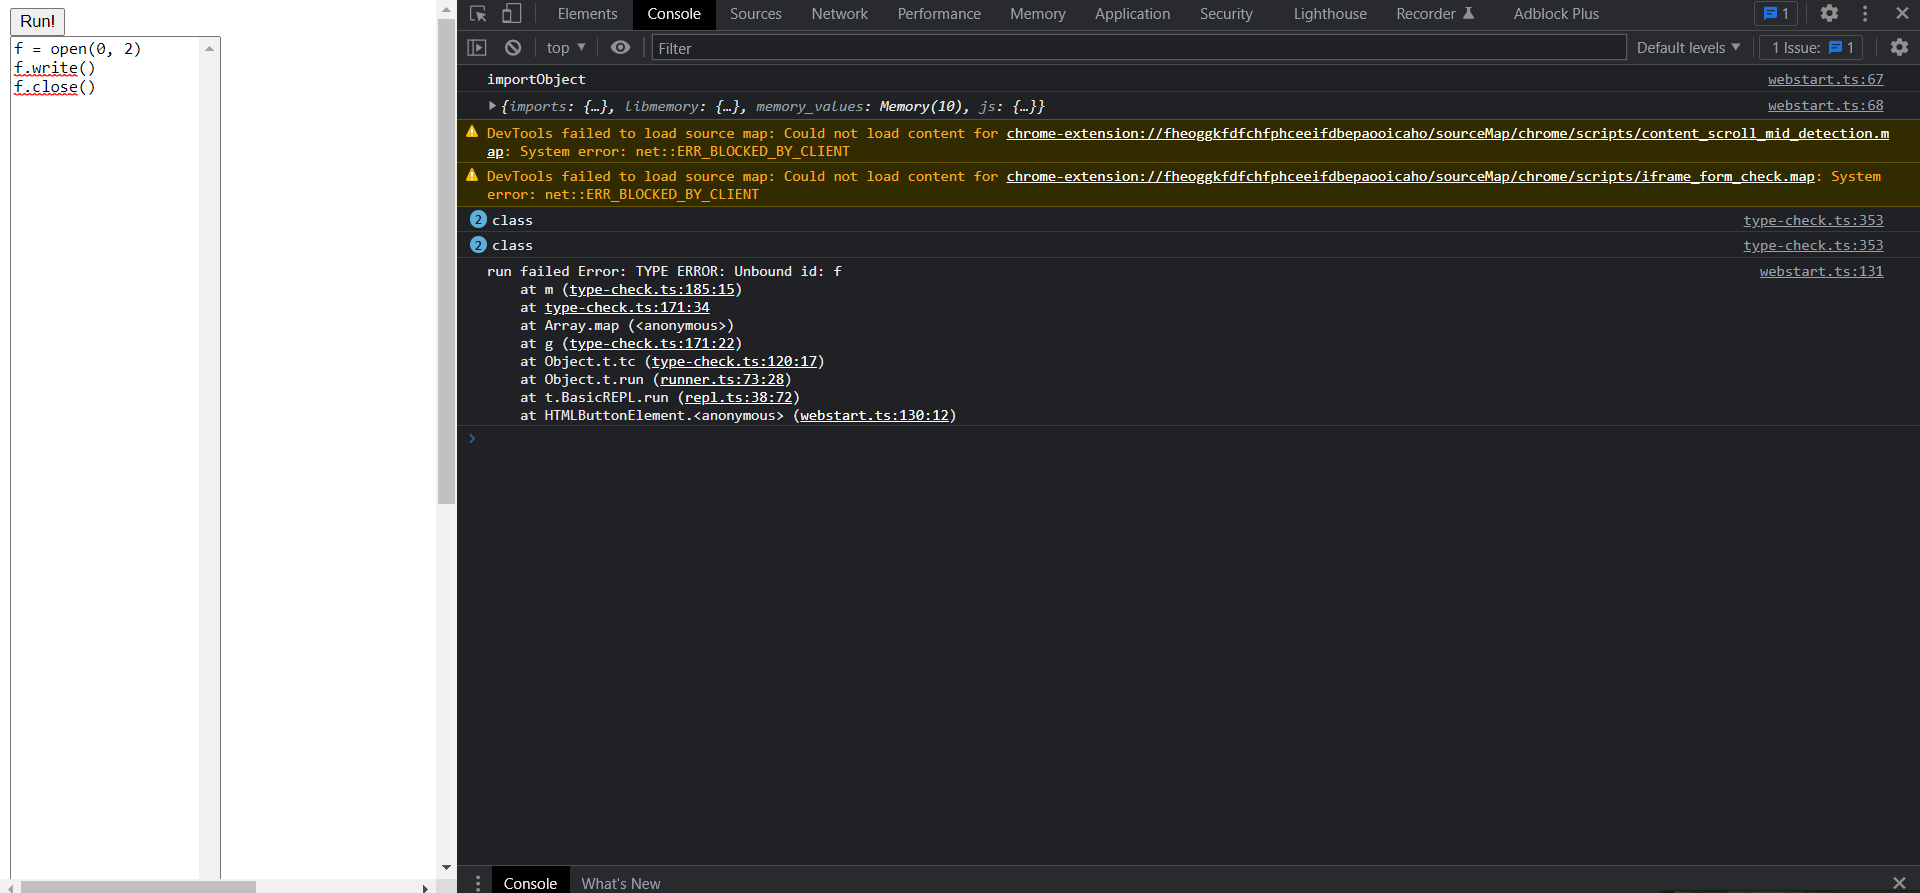 Run!
f = open(0, 2)
f.write()
f.close()
Elements Console Sources Network Performance Memory Application Security Lighthouse Recorder Adblock Plus 1
top Filter Default levels 1 Issue: 1
importObject webstart.ts:67
{imports: {…}, libmemory: {…}, memory_values: Memory(10), js: {…}} webstart.ts:68
DevTools failed to load source map: Could not load content for chrome-extension://fheoggkfdfchfphceeifdbepaooicaho/sourceMap/chrome/scripts/content_scroll_mid_detection.m
ap: System error: net::ERR_BLOCKED_BY_CLIENT
DevTools failed to load source map: Could not load content for chrome-extension://fheoggkfdfchfphceeifdbepaooicaho/sourceMap/chrome/scripts/iframe_form_check.map: System
error: net::ERR_BLOCKED_BY_CLIENT
2 class type-check.ts:353
2 class type-check.ts:353
run failed Error: TYPE ERROR: Unbound id: f webstart.ts:131
at m (type-check.ts:185:15)
at type-check.ts:171:34
at Array.map (<anonymous>)
at g (type-check.ts:171:22)
at Object.t.tc (type-check.ts:120:17)
at Object.t.run (runner.ts:73:28)
at t.BasicREPL.run (repl.ts:38:72)
at HTMLButtonElement.<anonymous> (webstart.ts:130:12)
Console What's New